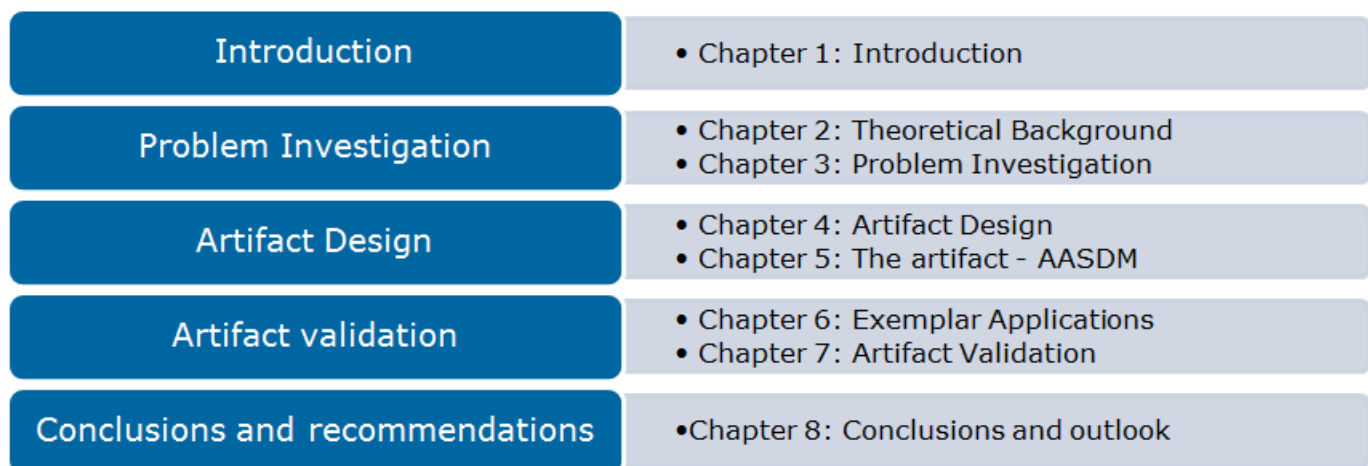 Introduction
• Chapter 1: Introduction
Problem Investigation
• Chapter 2: Theoretical Background
• Chapter 3: Problem Investigation
Artifact Design
• Chapter 4: Artifact Design
• Chapter 5: The artifact - AASDM
Artifact validation
• Chapter 6: Exemplar Applications
• Chapter 7: Artifact Validation
Conclusions and recommendations
•Chapter 8: Conclusions and outlook